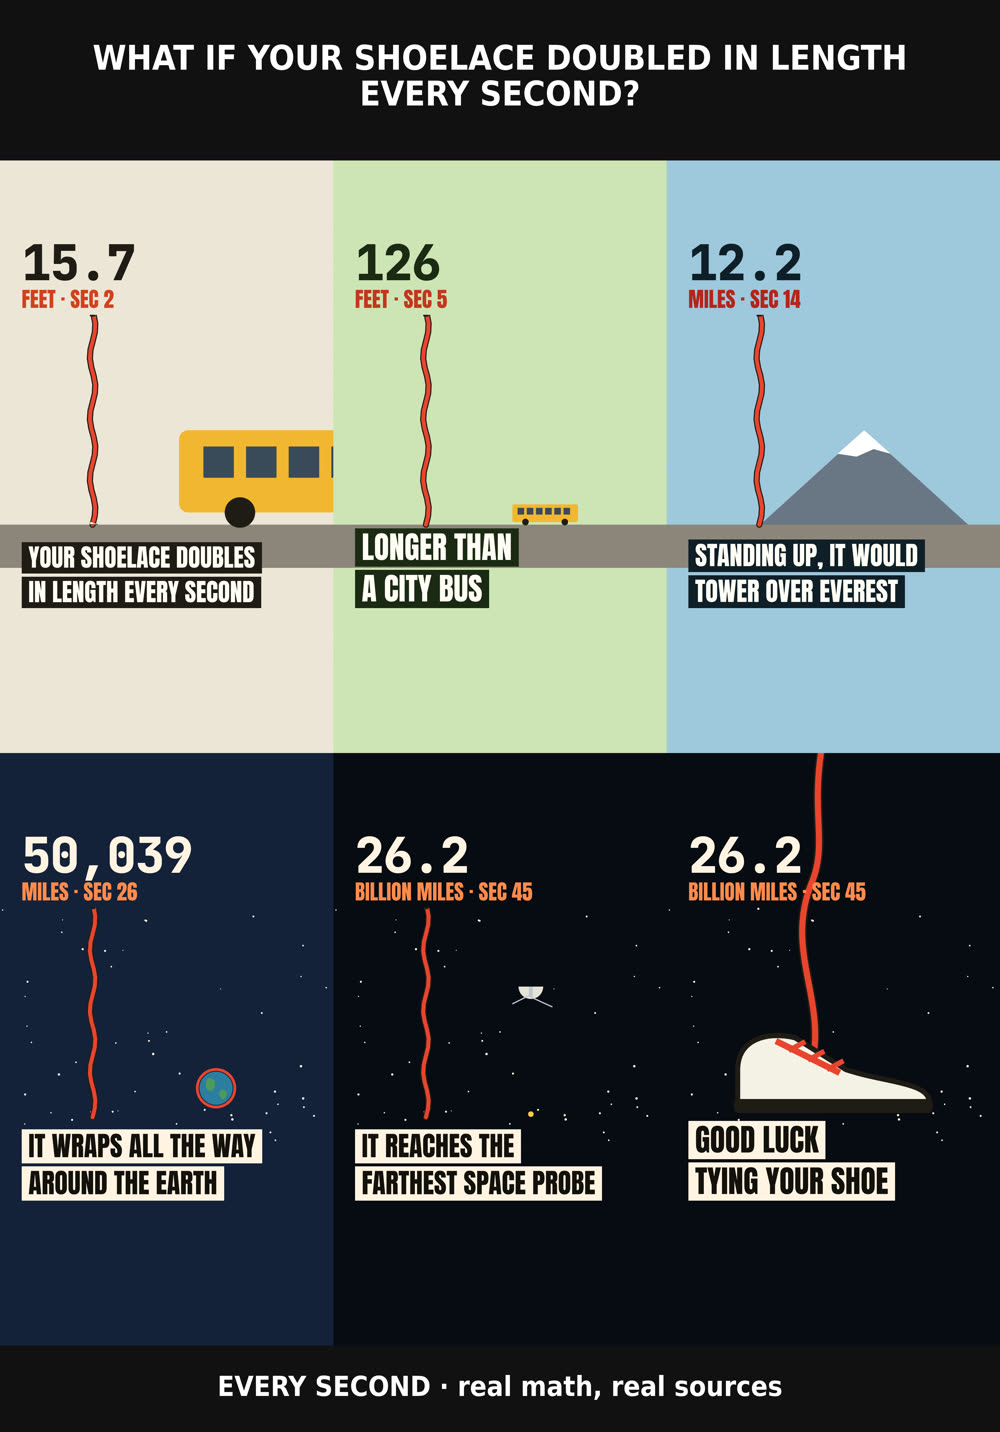 WHAT IF YOUR SHOELACE DOUBLED IN LENGTH
EVERY SECOND?
15.7
FEET · SEC 2
YOUR SHOELACE DOUBLES
IN LENGTH EVERY SECOND
126
FEET · SEC 5
LONGER THAN
A CITY BUS
12.2
MILES · SEC 14
STANDING UP, IT WOULD
TOWER OVER EVEREST
50,039
MILES · SEC 26
IT WRAPS ALL THE WAY
AROUND THE EARTH
26.2
BILLION MILES · SEC 45
IT REACHES THE
FARTHEST SPACE PROBE
26.2
BILLION MILES · SEC 45
GOOD LUCK
TYING YOUR SHOE
EVERY SECOND · real math, real sources